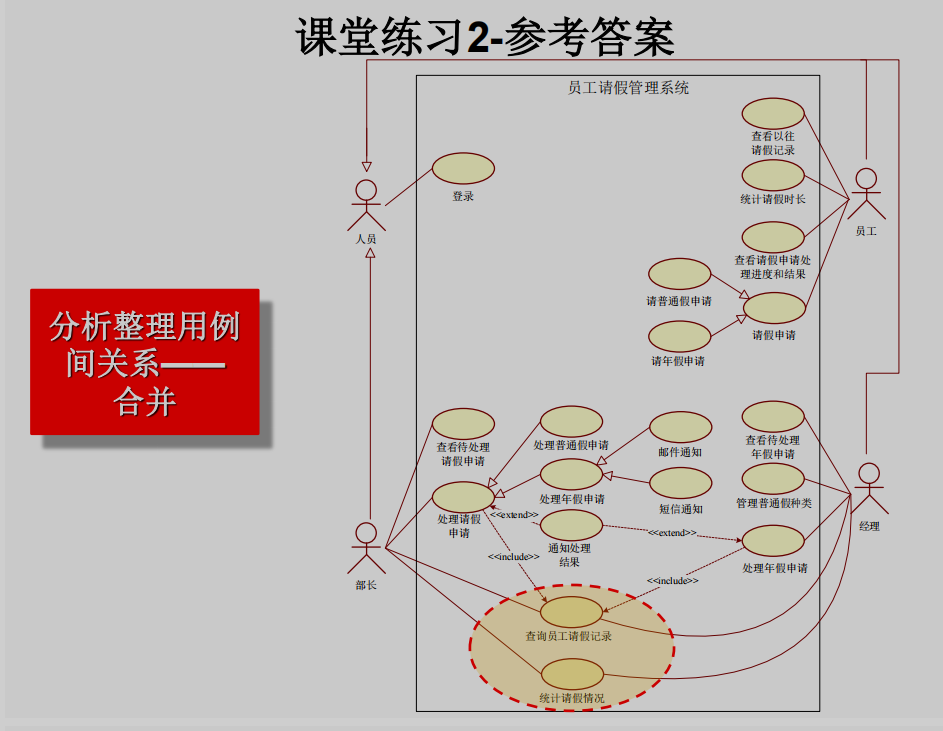 课堂练习2-参考答案
员工请假管理系统
查看以往
请假记录
登录
统计请假时长
人员
员工
查看请假申请处
理进度和结果
请普通假申请
请假申请
请年假申请
分析整理用例
间关系——
合并
查看待处理
请假申请
处理普通假申请
邮件通知
查看待处理
年假申请
处理请假
申请
处理年假申请
短信通知
管理普通假种类
<<extend>>
经理
通知处理
结果
<<extend>>
<<include>>
处理年假申请
部长
<<include>>
查询员工请假记录
统计请假情况